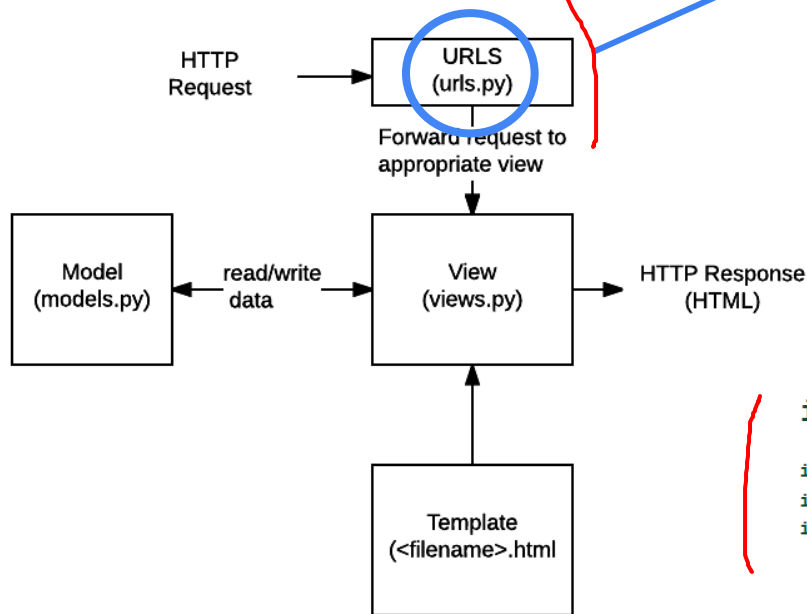 HTTP
Request
URLS
(urls.py)
Forward request to
appropriate view
Model
(models.py)
read/write
data
View
(views.py)
HTTP Response
(HTML)
Template
(<filename>.html